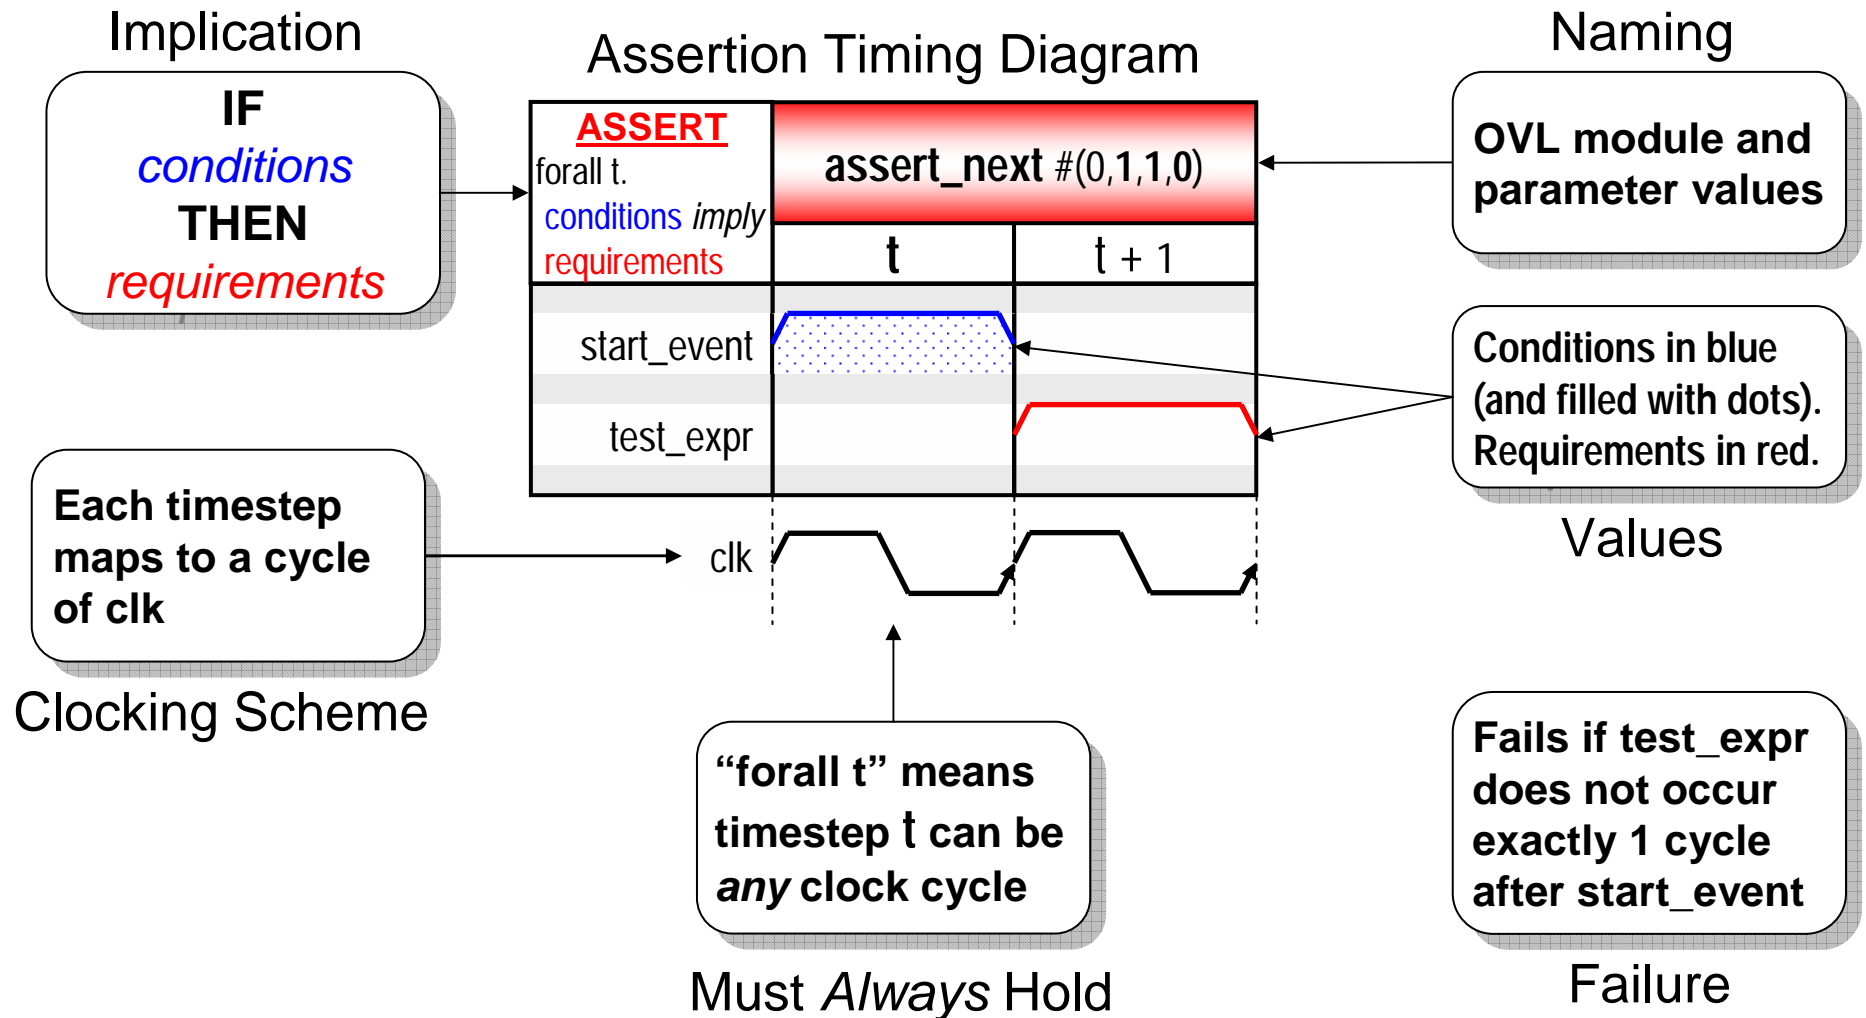 Implication
IF
conditions
THEN
requirements
Assertion Timing Diagram
ASSERT
forall t.
conditions imply
requirements
assert_next #(0,1,1,0)
t
t + 1
start_event
test_expr
clk
Naming
OVL module and
parameter values
Conditions in blue
(and filled with dots).
Requirements in red.
Values
Each timestep
maps to a cycle
of clk
Clocking Scheme
“forall t” means
timestep t can be
any clock cycle
Must Always Hold
Fails if test_expr
does not occur
exactly 1 cycle
after start_event
Failure